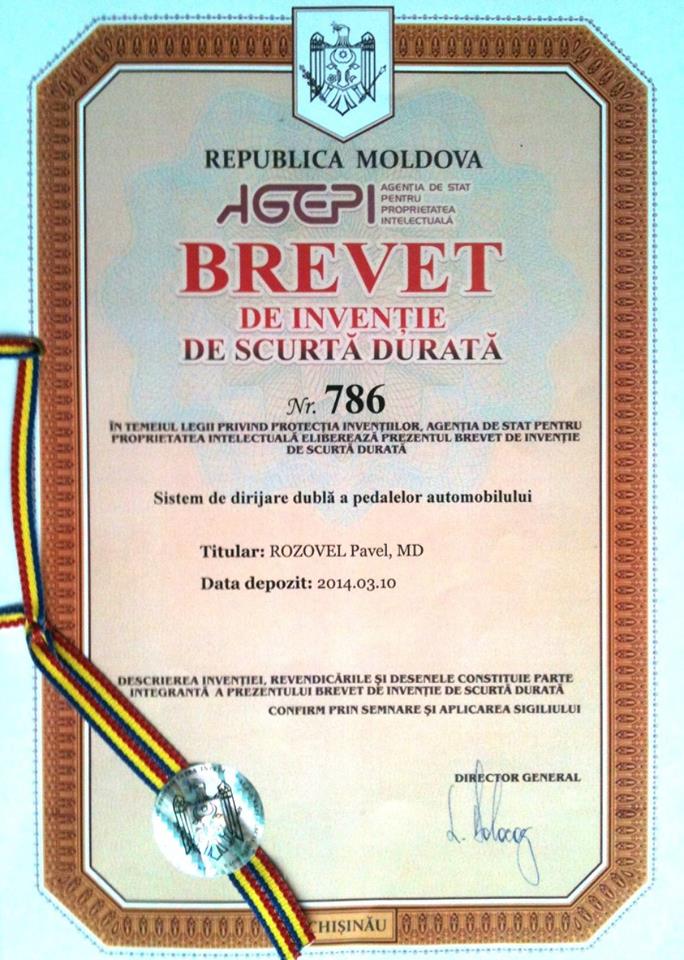 REPUBLICA MOLDOVA
AGEPI
AGENȚIA DE STAT
PENTRU
PROPRIETATEA
INTELECTUALĂ
BREVET
DE INVENȚIE
DE SCURTĂ DURATĂ
Nr. 786
ÎN TEMEIUL LEGII PRIVIND PROTECȚIA INVENȚIILOR, AGENȚIA DE STAT PENTRU
PROPRIETATEA INTELECTUALĂ ELIBEREAZĂ PREZENTUL BREVET DE INVENȚIE
DE SCURTĂ DURATĂ
Sistem de dirijare dublă a pedalelor automobilului
Titular: ROZOVEL Pavel, MD
Data depozit: 2014.03.10
DESCRIEREA INVENȚIEI, REVENDICĂRILE ȘI DESENELE CONSTITUIE PARTE
INTEGRANTĂ A PREZENTULUI BREVET DE INVENȚIE DE SCURTĂ DURATĂ
CONFIRM PRIN SEMNARE ȘI APLICAREA SIGILIULUI
DIRECTOR GENERAL
CHIȘINĂU